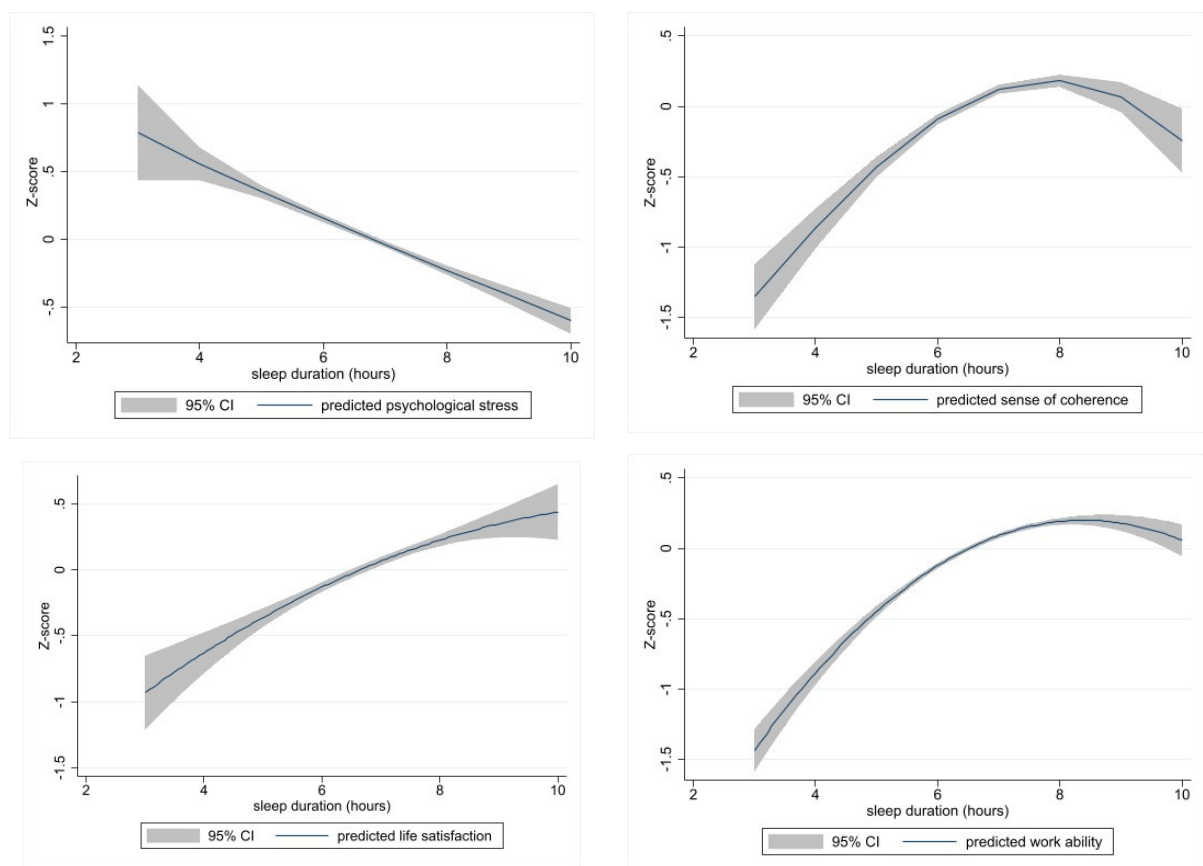 1.5
1
.5
0
-.5
Z-score
2 4 6 8 10
sleep duration (hours)
95% CI predicted psychological stress
.5
0
-.5
-1
-1.5
Z-score
2 4 6 8 10
sleep duration (hours)
95% CI predicted sense of coherence
.5
0
-.5
-1
-1.5
Z-score
2 4 6 8 10
sleep duration (hours)
95% CI predicted life satisfaction
.5
0
-.5
-1
-1.5
Z-score
2 4 6 8 10
sleep duration (hours)
95% CI predicted work ability